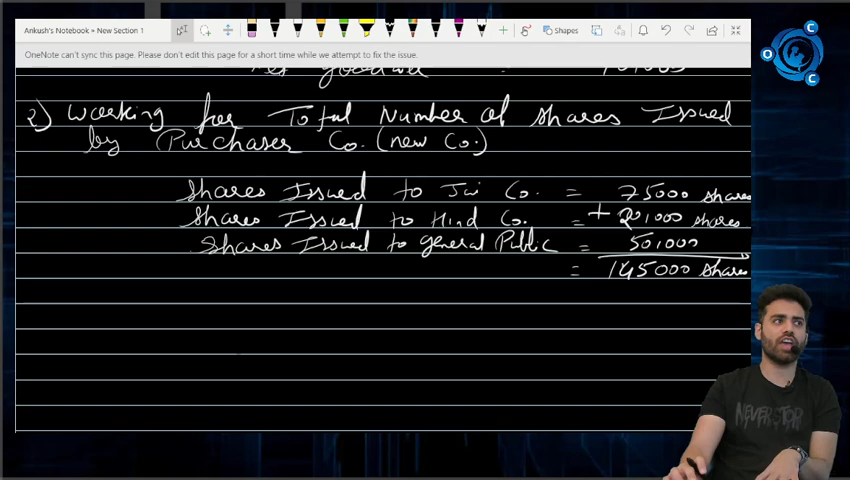 Ankush's Notebook » New Section 1
Shapes
OneNote can't sync this page. Please don't edit this page for a short time while we attempt to fix the issue.
goodwill =
2) Working for Total Number of shares Issued
by Purchaser Co. (new Co.)
Shares Issued to Jai Co. = 75000 shares
Shares Issued to Hind Co. = + 20,000 shares
Shares Issued to general Public = 50,000
= 145000 shares
O C C
NEVERSTOP